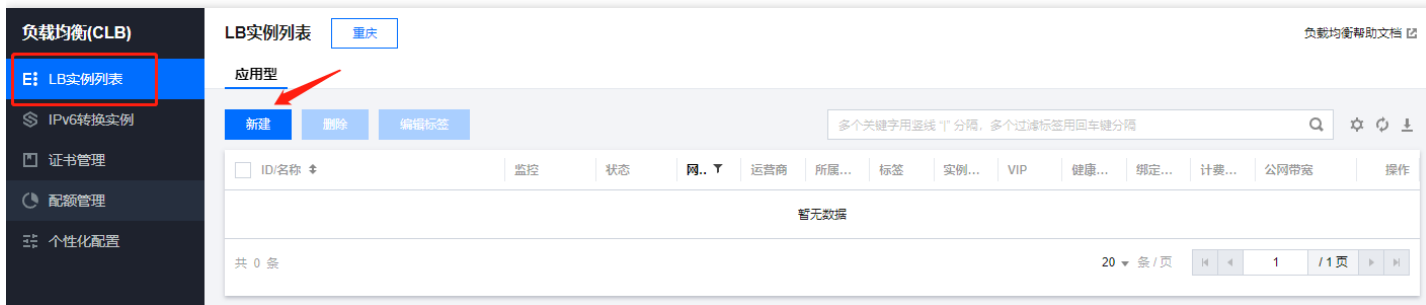 负载均衡(CLB)
LB实例列表
IPv6转换实例
证书管理
配额管理
个性化配置
LB实例列表 重庆 负载均衡帮助文档
应用型
新建 删除 编辑标签 多个关键字用竖线 "|" 分隔，多个过滤标签用回车键分隔
ID/名称 监控 状态 网.. 运营商 所属... 标签 实例... VIP 健康... 绑定... 计费... 公网带宽 操作
暂无数据
共 0 条 20 条 / 页 1 / 1 页